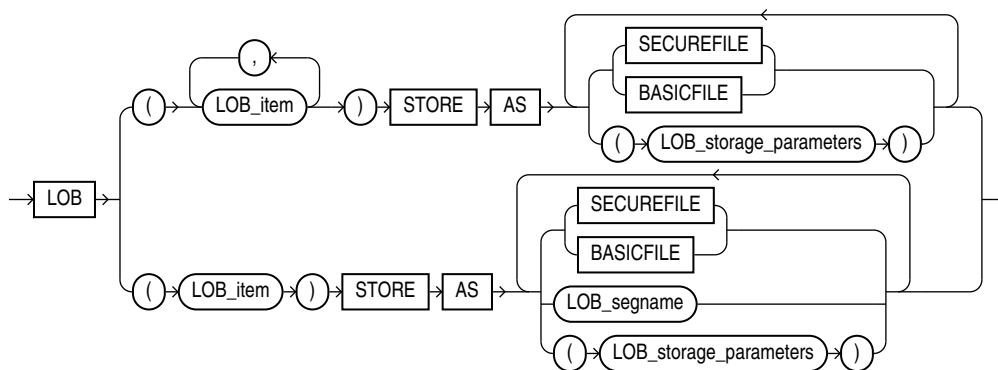 ,
SECUREFILE
BASICFILE
( LOB_item ) STORE AS
( LOB_storage_parameters )
LOB
SECUREFILE
BASICFILE
( LOB_item ) STORE AS
LOB_segname
( LOB_storage_parameters )